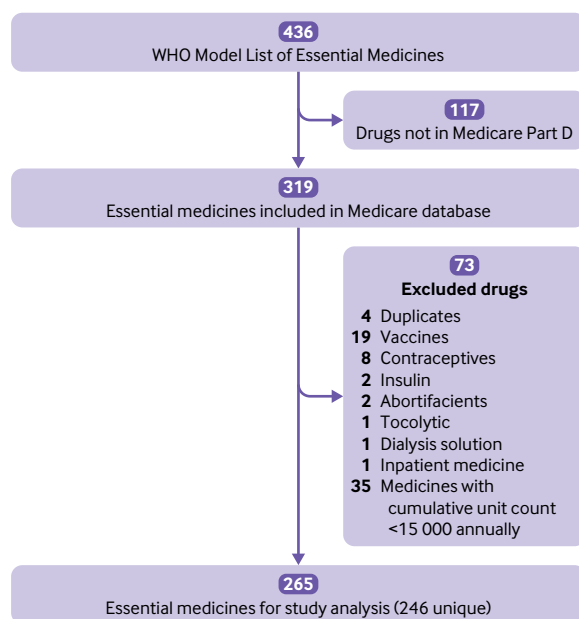 436
WHO Model List of Essential Medicines
117
Drugs not in Medicare Part D
319
Essential medicines included in Medicare database
73
Excluded drugs
4 Duplicates
19 Vaccines
8 Contraceptives
2 Insulin
2 Abortifacients
1 Tocolytic
1 Dialysis solution
1 Inpatient medicine
35 Medicines with
cumulative unit count
<15 000 annually
265
Essential medicines for study analysis (246 unique)